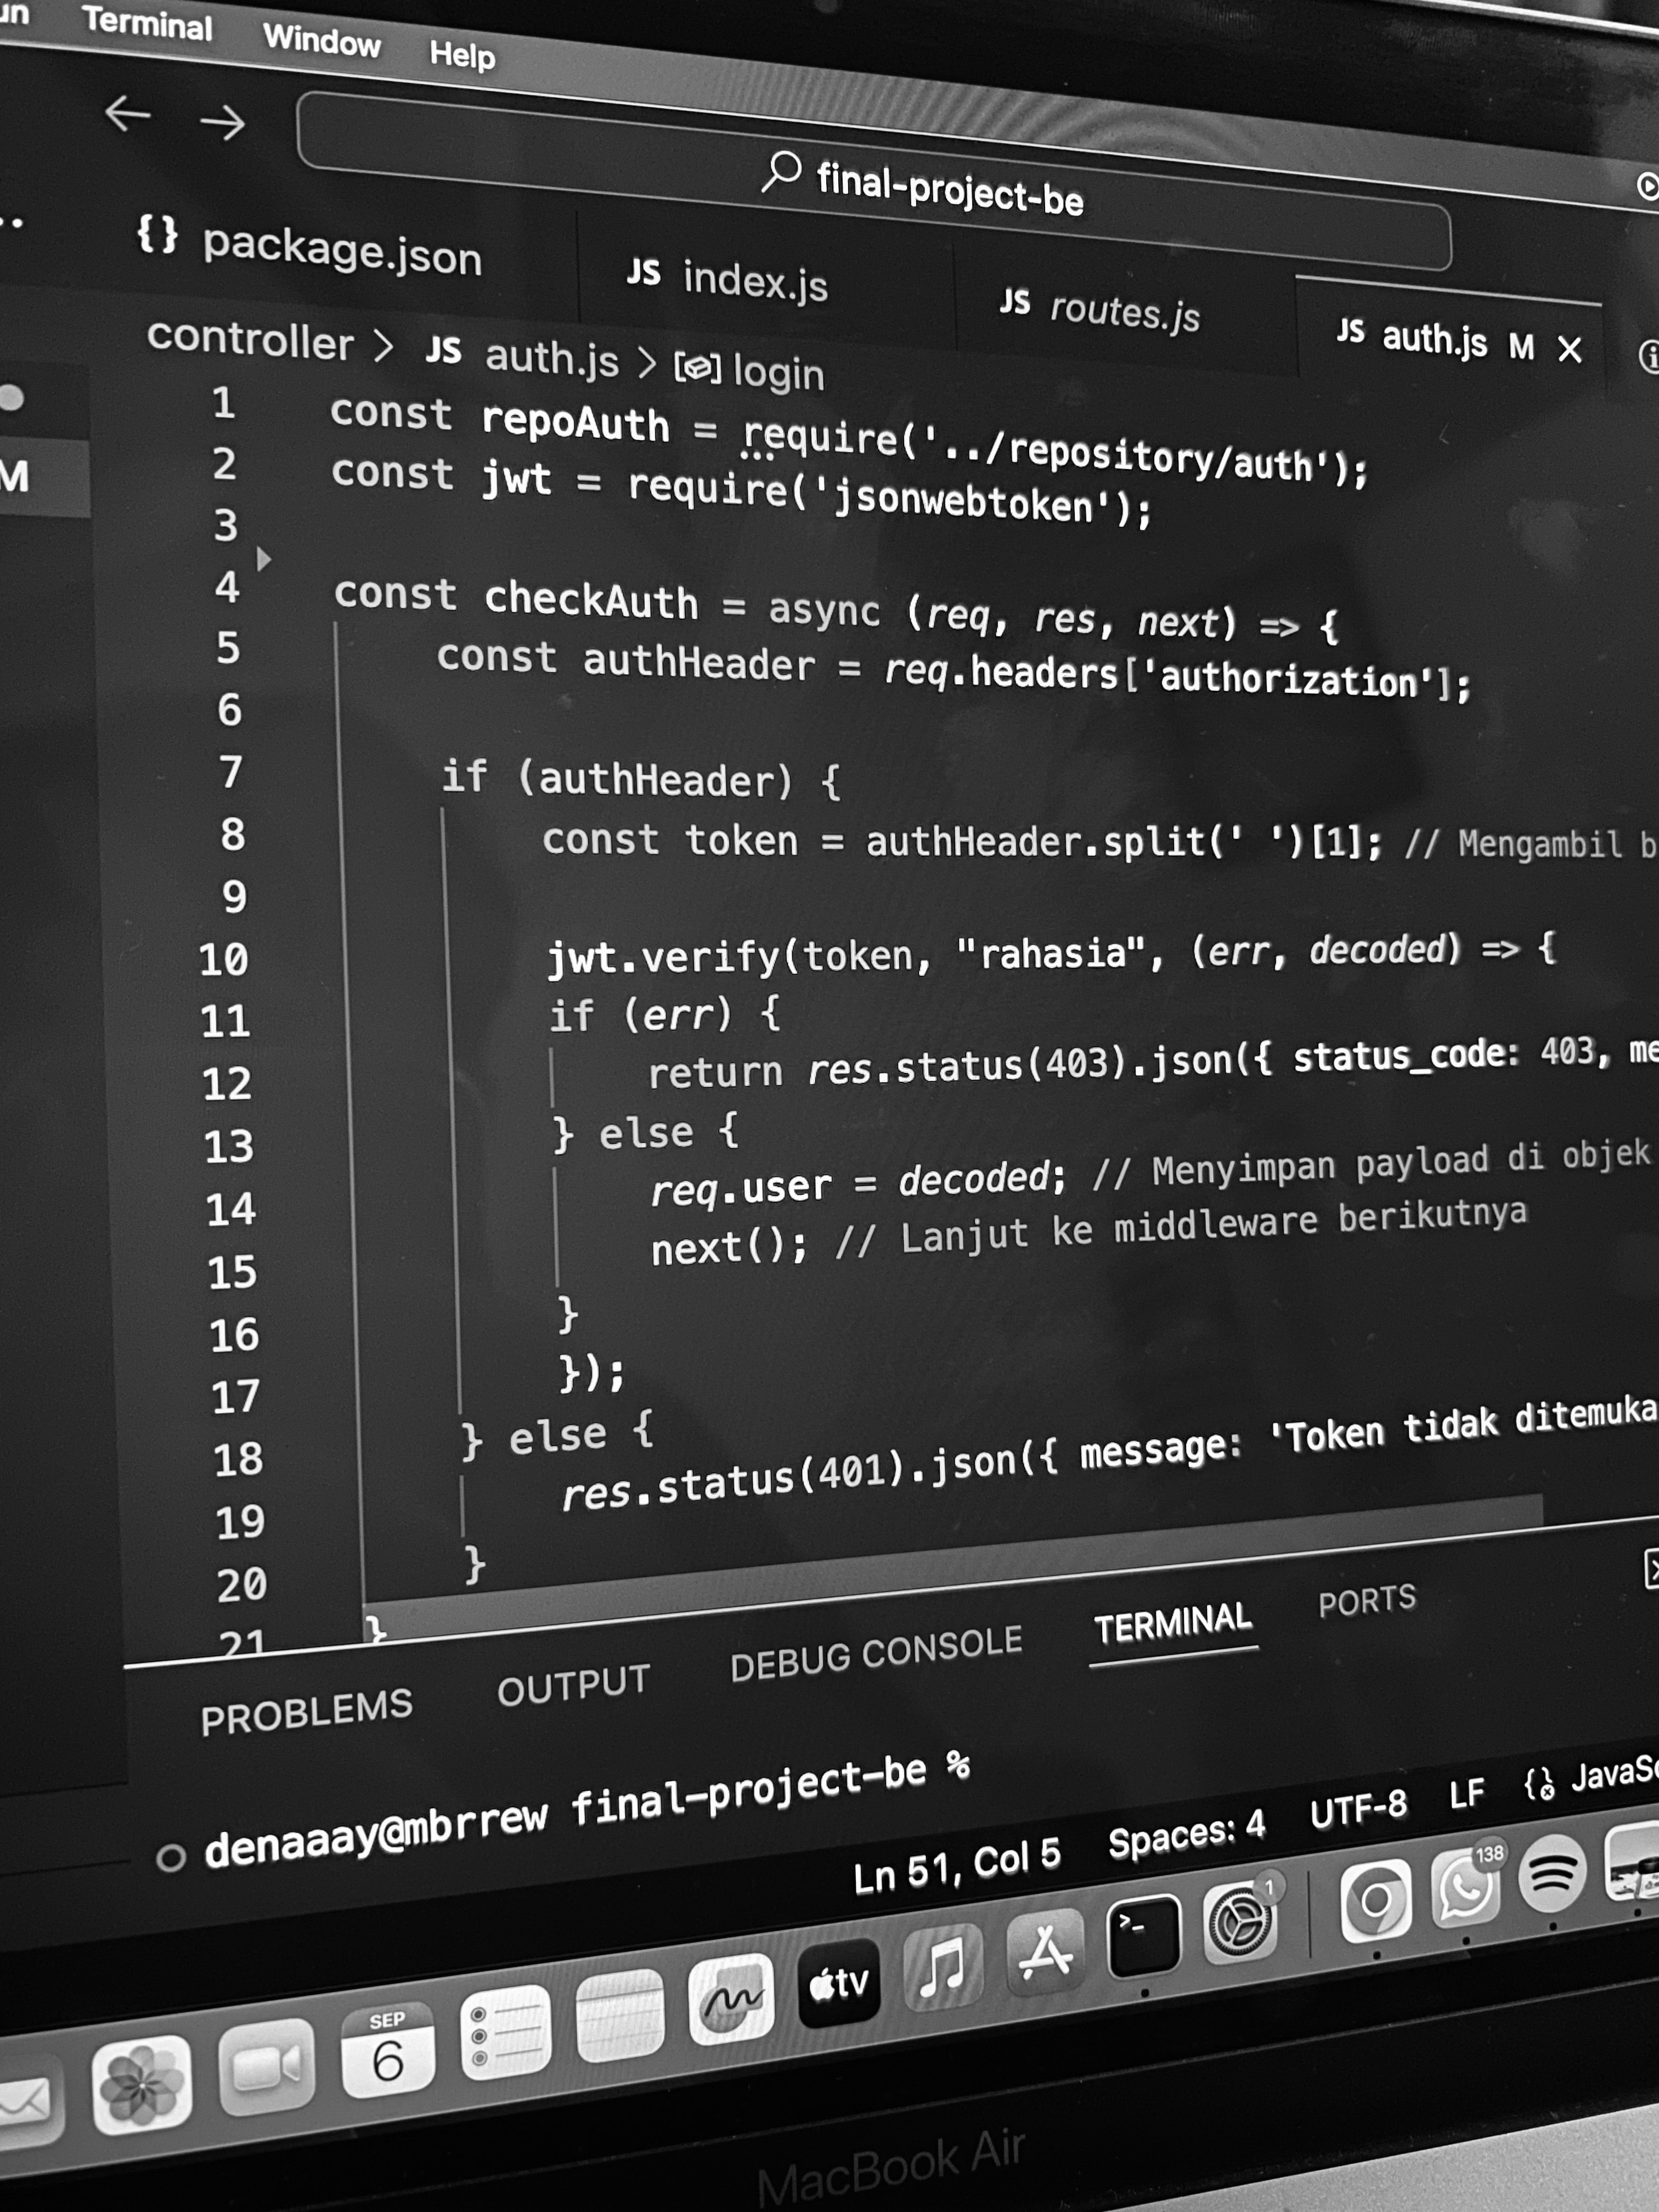 Terminal Window Help
final-project-be
{} package.json JS index.js JS routes.js JS auth.js M
controller > JS auth.js > login
M
1 const repoAuth = require('../repository/auth');
2 const jwt = require('jsonwebtoken');
3
4 const checkAuth = async (req, res, next) => {
5 const authHeader = req.headers['authorization'];
6
7 if (authHeader) {
8 const token = authHeader.split(' ')[1]; // Mengambil b
9
10 jwt.verify(token, "rahasia", (err, decoded) => {
11 if (err) {
12 return res.status(403).json({ status_code: 403, me
13 } else {
14 req.user = decoded; // Menyimpan payload di objek
15 next(); // Lanjut ke middleware berikutnya
16 }
17 });
18 } else {
19 res.status(401).json({ message: 'Token tidak ditemuka
20 }
21 }
PROBLEMS OUTPUT DEBUG CONSOLE TERMINAL PORTS
denaaay@mbrrew final-project-be %
Ln 51, Col 5 Spaces: 4 UTF-8 LF {} JavaSc
138
1
>_
tv
SEP
6
MacBook Air